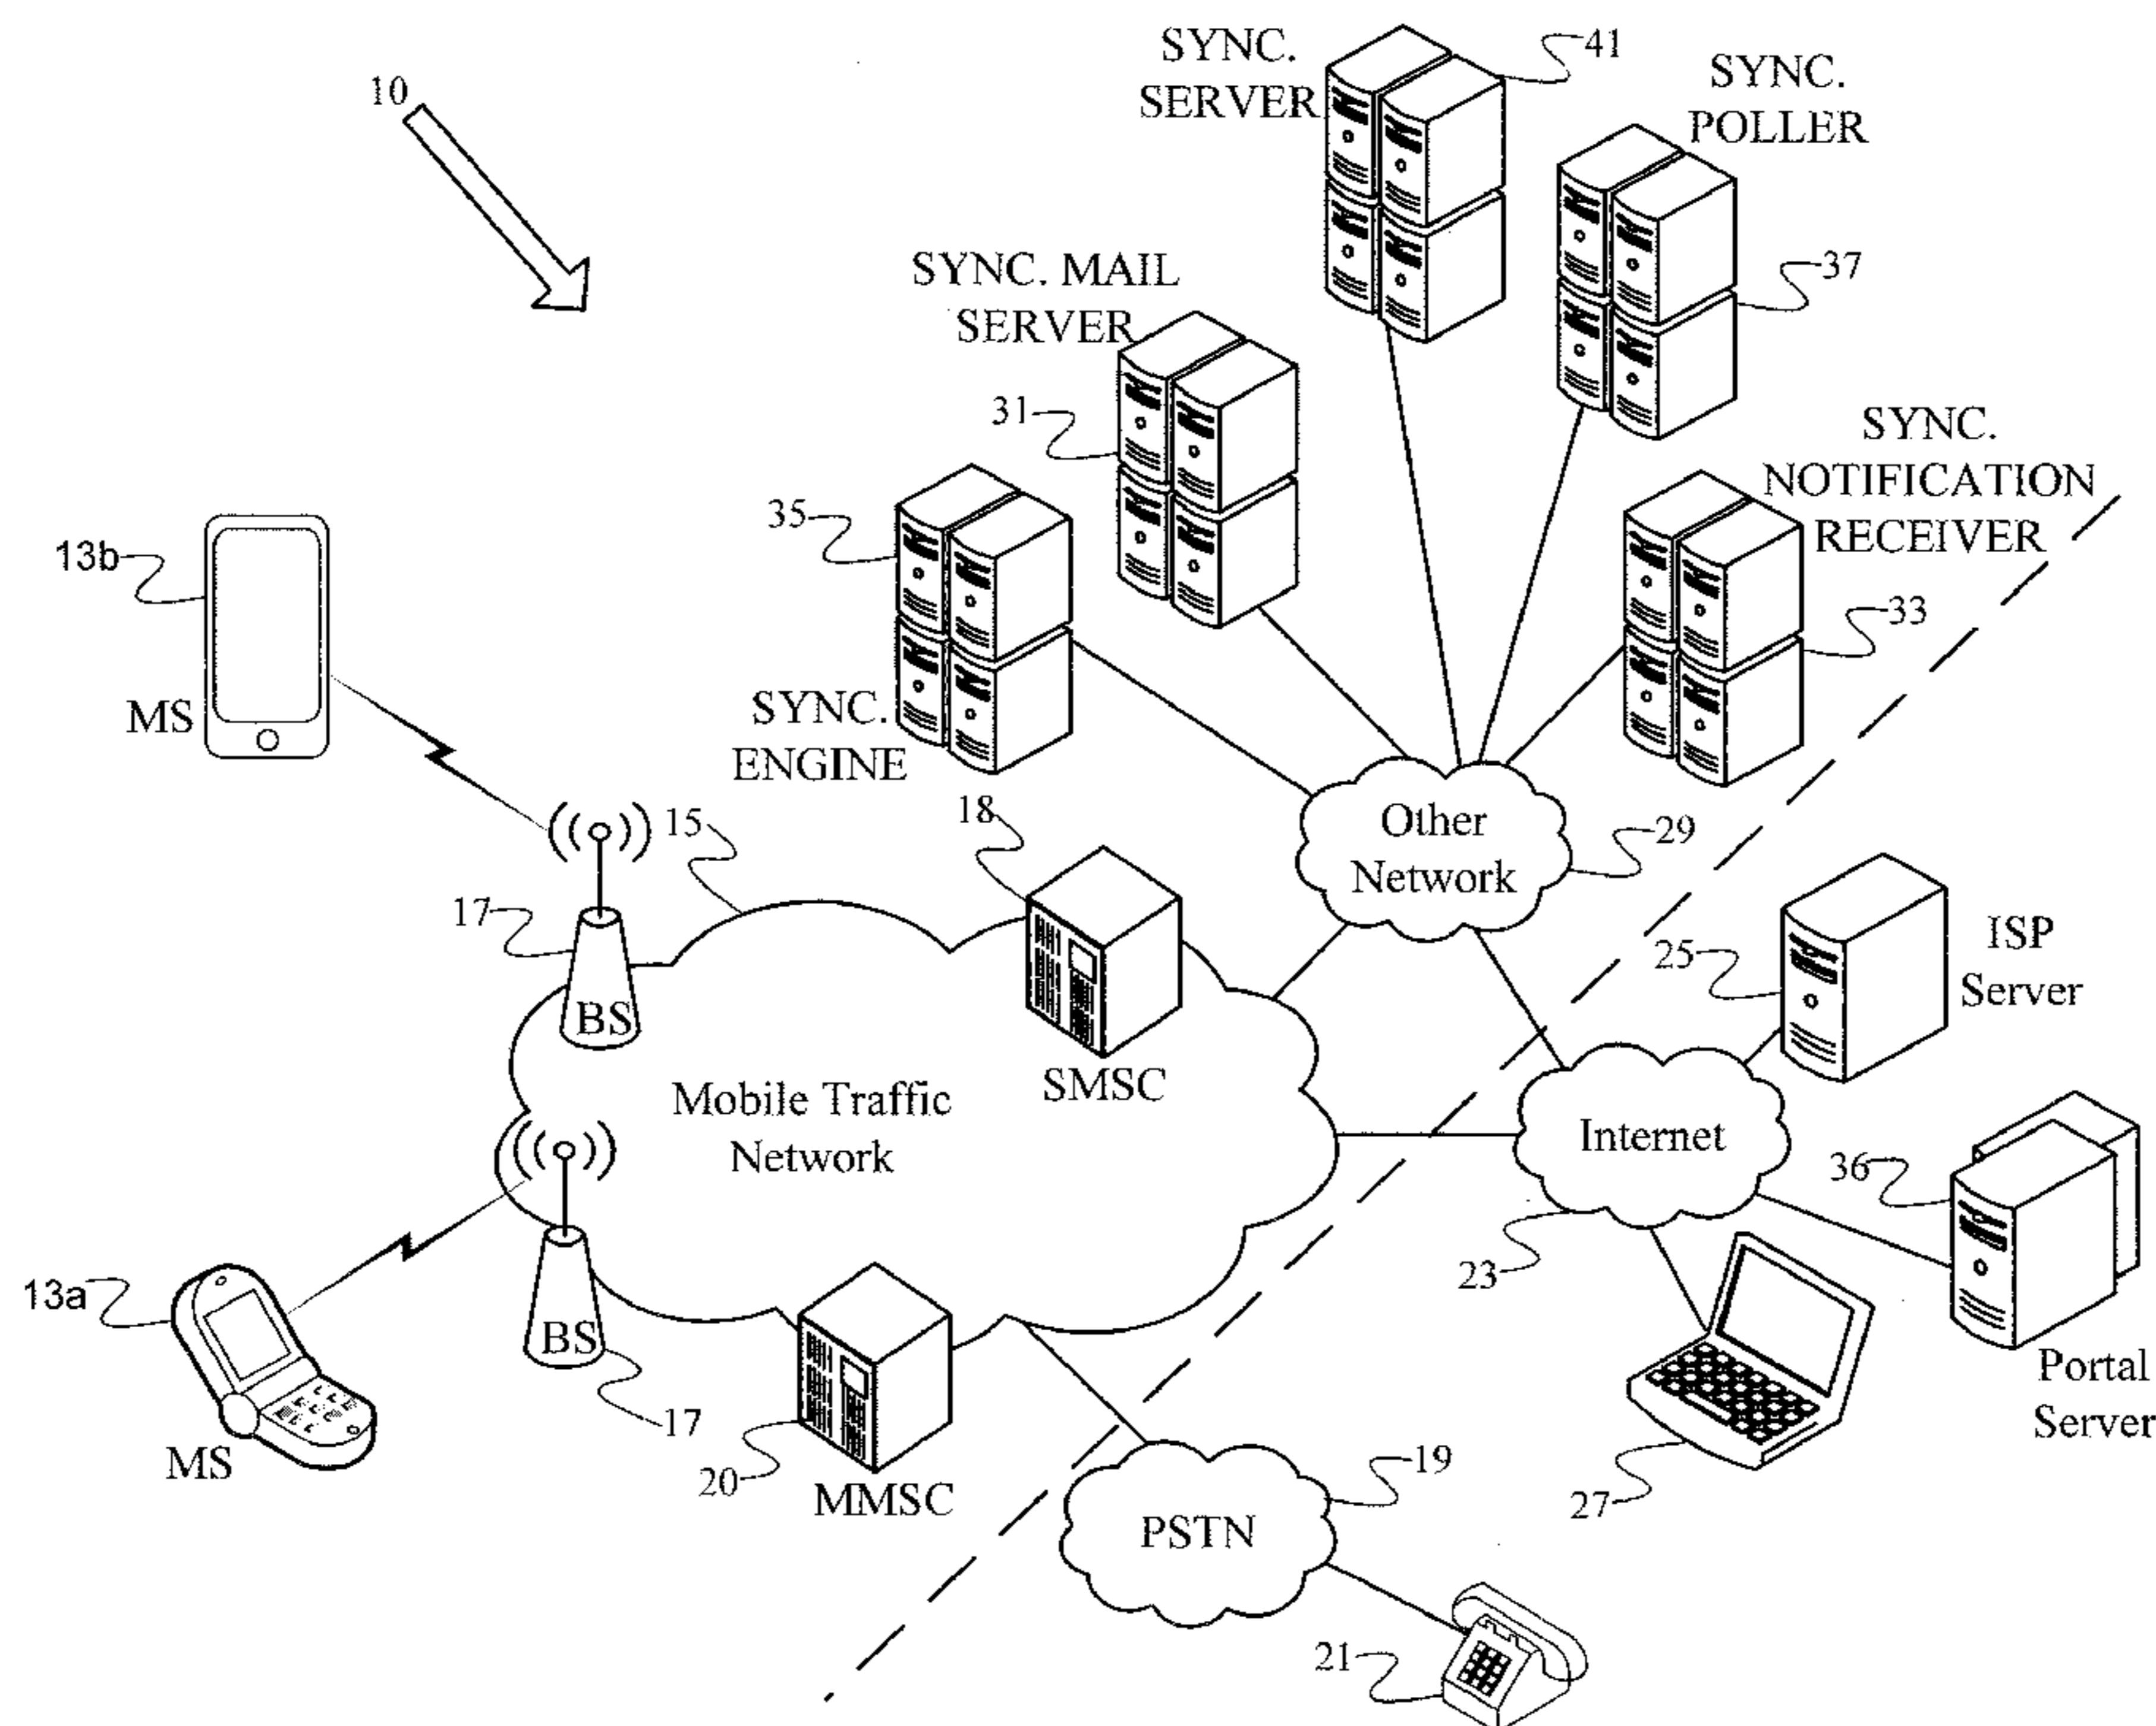 10
SYNC.
SERVER
41
SYNC.
POLLER
37
SYNC. MAIL
SERVER
31
SYNC.
NOTIFICATION
RECEIVER
33
35
SYNC.
ENGINE
13b
MS
15
18
17
BS
SMSC
Other
Network
29
25
ISP
Server
Mobile Traffic
Network
Internet
23
36
Portal
Server
13a
MS
BS
17
20
MMSC
PSTN
19
27
21